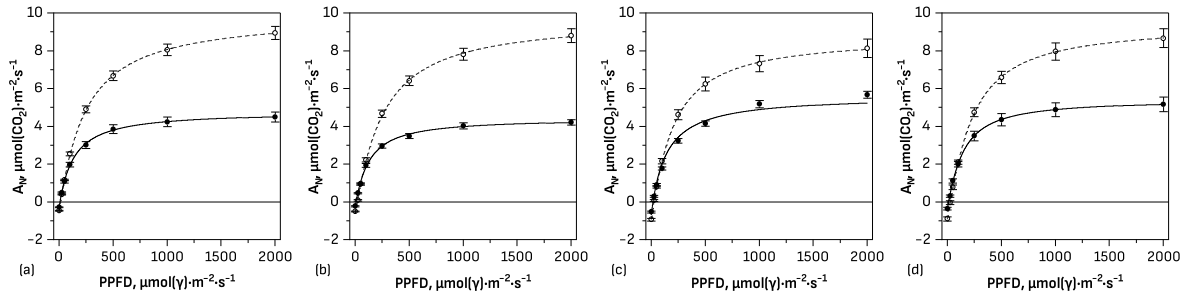 10
8
6
4
2
0
−2
A_N, μmol(CO₂)·m⁻²·s⁻¹
0 500 1000 1500 2000
(a) PPFD, μmol(γ)·m⁻²·s⁻¹
10
8
6
4
2
0
−2
A_N, μmol(CO₂)·m⁻²·s⁻¹
0 500 1000 1500 2000
(b) PPFD, μmol(γ)·m⁻²·s⁻¹
10
8
6
4
2
0
−2
A_N, μmol(CO₂)·m⁻²·s⁻¹
0 500 1000 1500 2000
(c) PPFD, μmol(γ)·m⁻²·s⁻¹
10
8
6
4
2
0
−2
A_N, μmol(CO₂)·m⁻²·s⁻¹
0 500 1000 1500 2000
(d) PPFD, μmol(γ)·m⁻²·s⁻¹